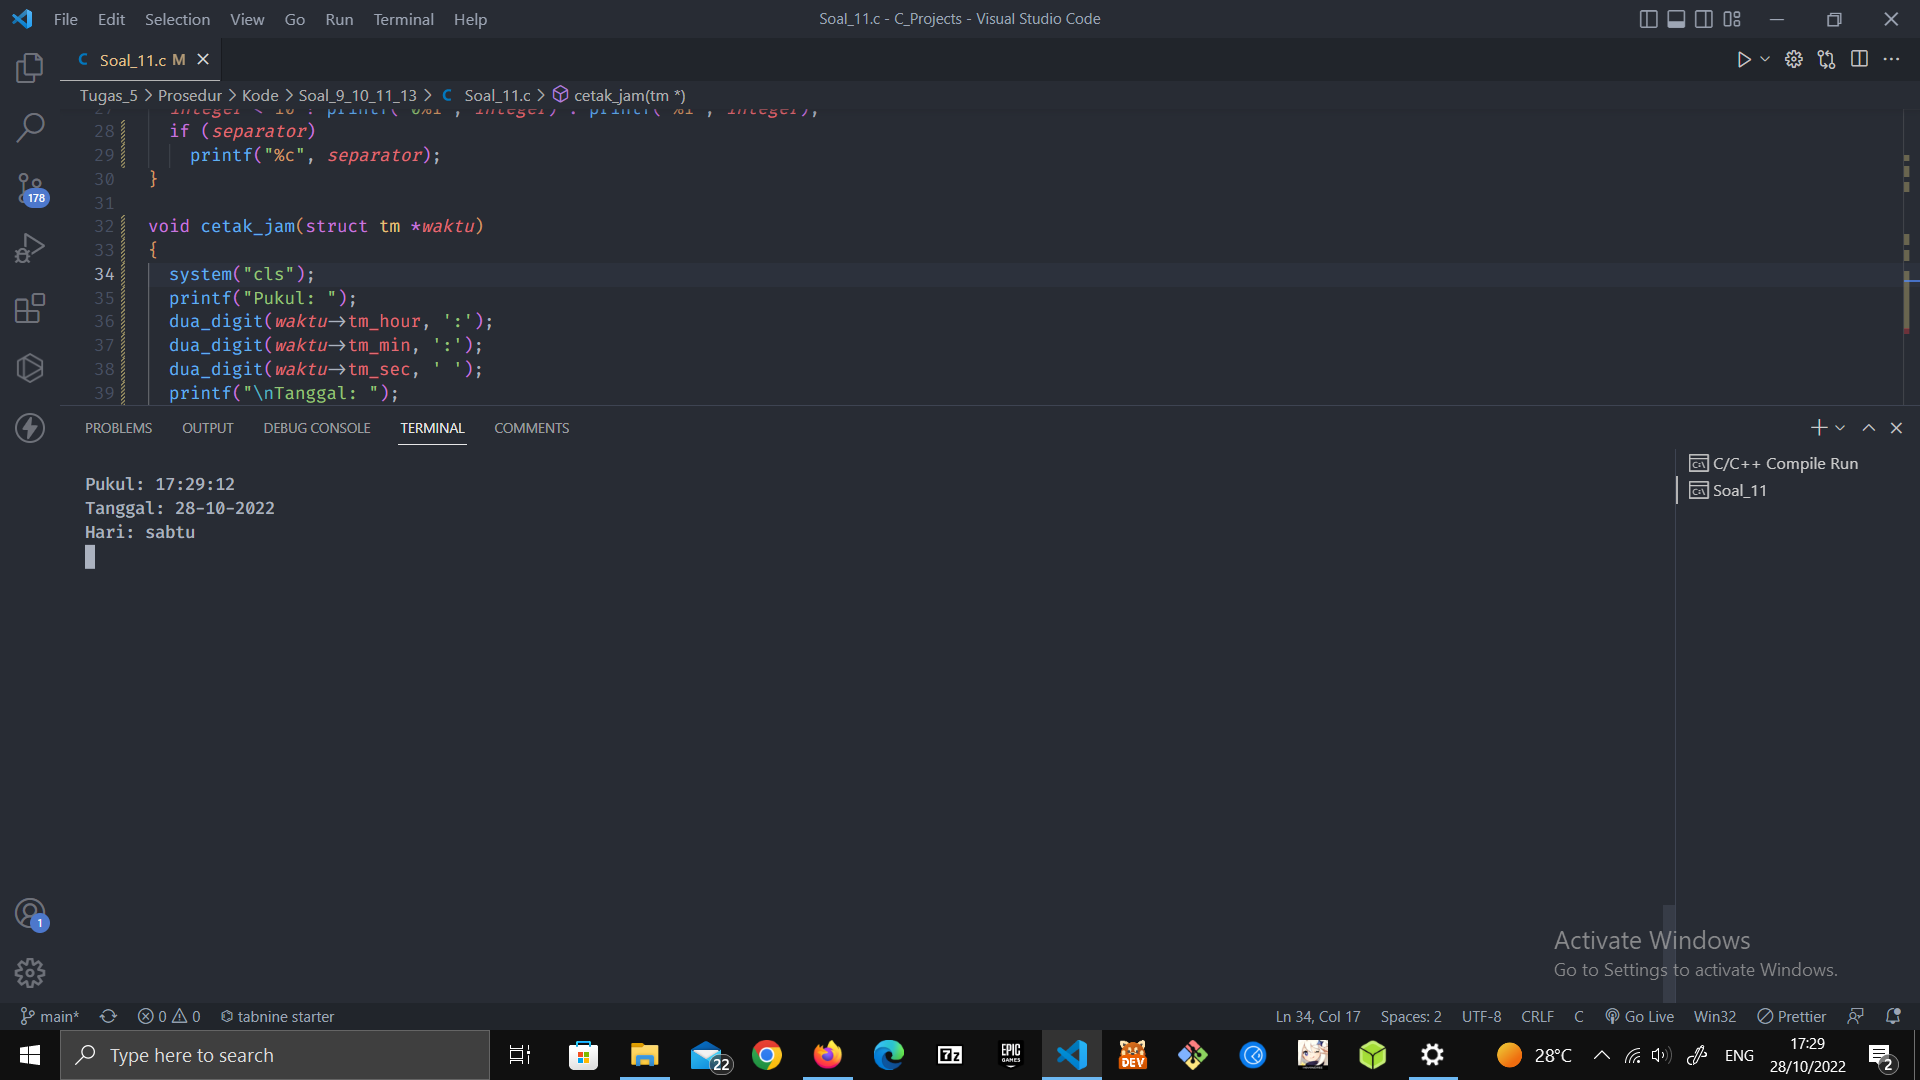 File Edit Selection View Go Run Terminal Help
Soal_11.c - C_Projects - Visual Studio Code
C Soal_11.c M
Tugas_5 > Prosedur > Kode > Soal_9_10_11_13 > C Soal_11.c > cetak_jam(tm *)
28 if (separator)
29 printf("%c", separator);
30 }
31
32 void cetak_jam(struct tm *waktu)
33 {
34 system("cls");
35 printf("Pukul: ");
36 dua_digit(waktu->tm_hour, ':');
37 dua_digit(waktu->tm_min, ':');
38 dua_digit(waktu->tm_sec, ' ');
39 printf("\nTanggal: ");
PROBLEMS OUTPUT DEBUG CONSOLE TERMINAL COMMENTS
Pukul: 17:29:12
Tanggal: 28-10-2022
Hari: sabtu
C/C++ Compile Run
Soal_11
178
1
Activate Windows
Go to Settings to activate Windows.
main* 0 0 tabnine starter
Ln 34, Col 17 Spaces: 2 UTF-8 CRLF C Go Live Win32 Prettier
Type here to search
22
7z
EPIC GAMES
DEV
28°C
ENG
17:29
28/10/2022
2